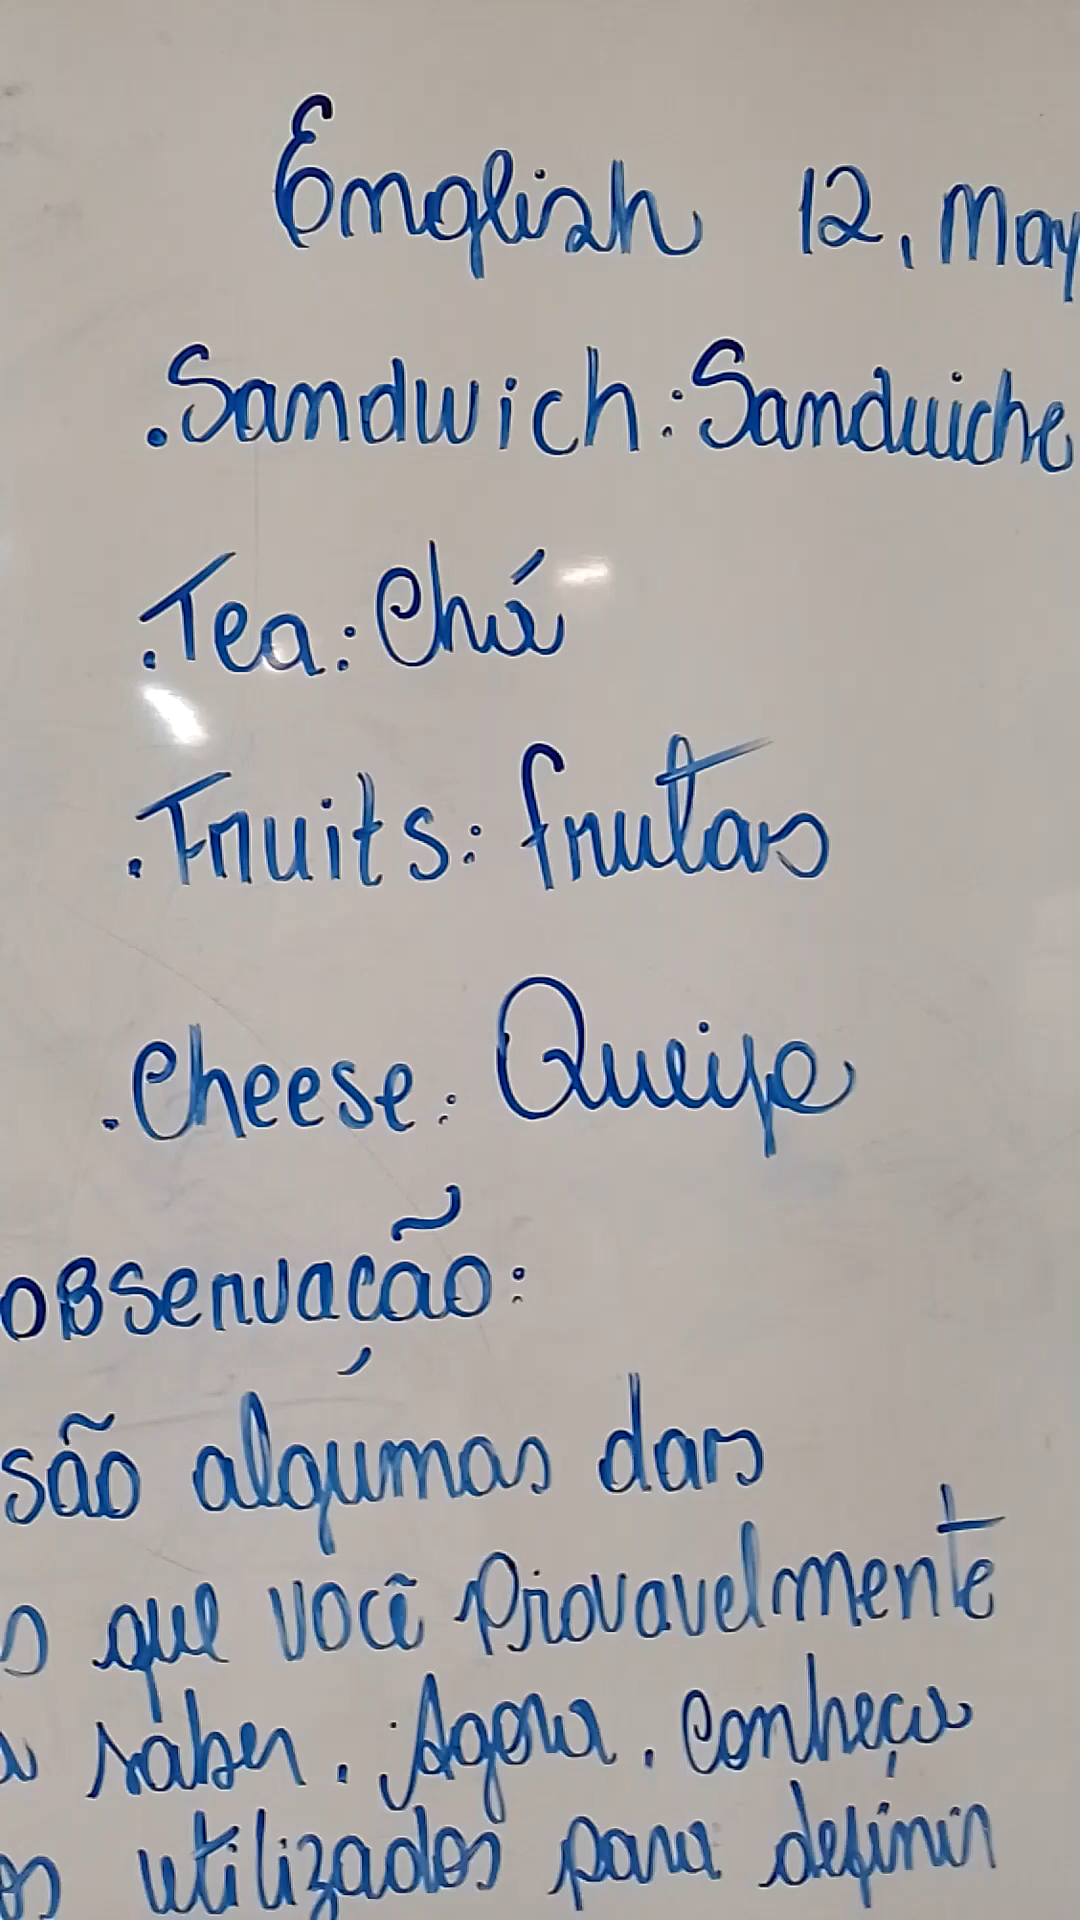 English 12, May
.Sandwich: Sanduiche
.Tea: Chá
.Fruits: frutas
.Cheese: Queijo
oBservação:
são algumas das
que você Provavelmente
saber. Agora, conheça
utilizados para definir